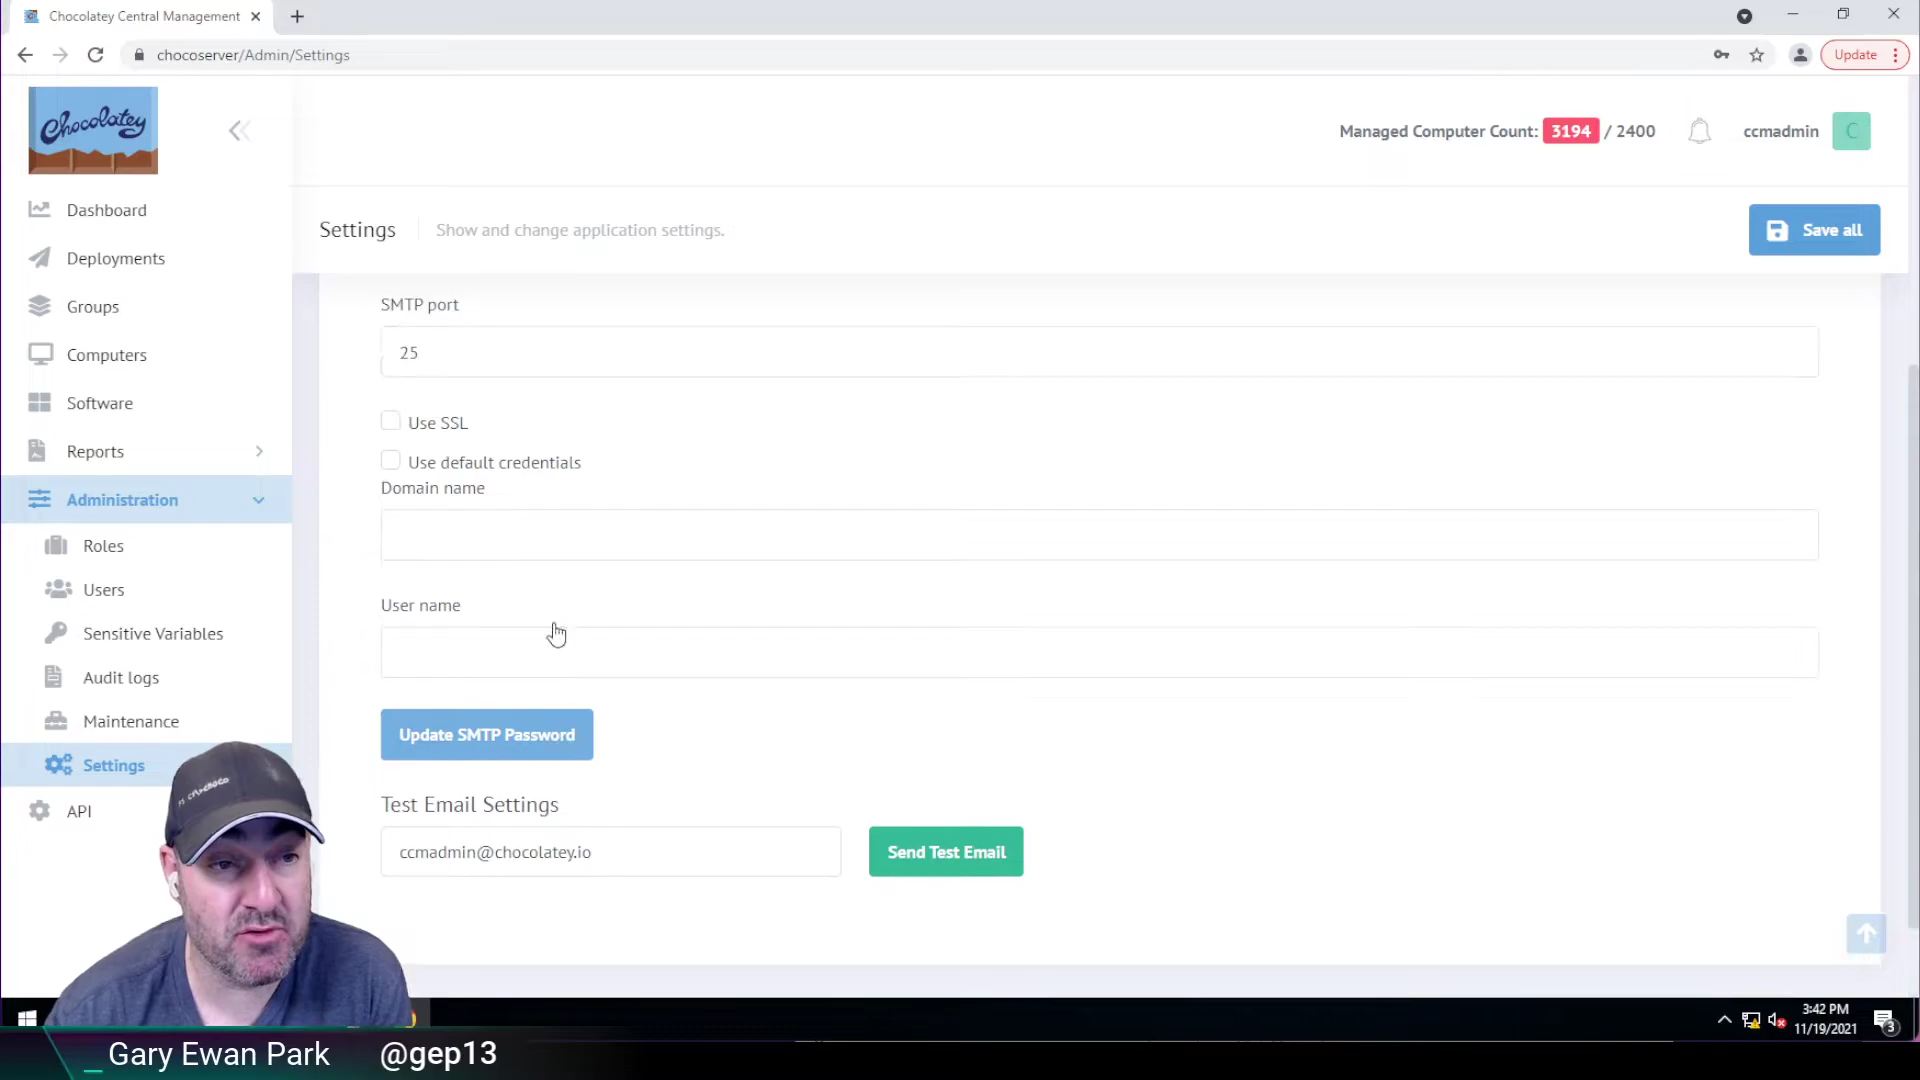 Chocolatey Central Management
chocoserver/Admin/Settings
Update
Chocolatey
Managed Computer Count: 3194 / 2400
ccmadmin
C
Settings
Show and change application settings.
Save all
Dashboard
Deployments
Groups
Computers
Software
Reports
Administration
Roles
Users
Sensitive Variables
Audit logs
Maintenance
Settings
API
SMTP port
25
Use SSL
Use default credentials
Domain name
User name
Update SMTP Password
Test Email Settings
ccmadmin@chocolatey.io
Send Test Email
3:42 PM
11/19/2021
3
_ Gary Ewan Park
@gep13